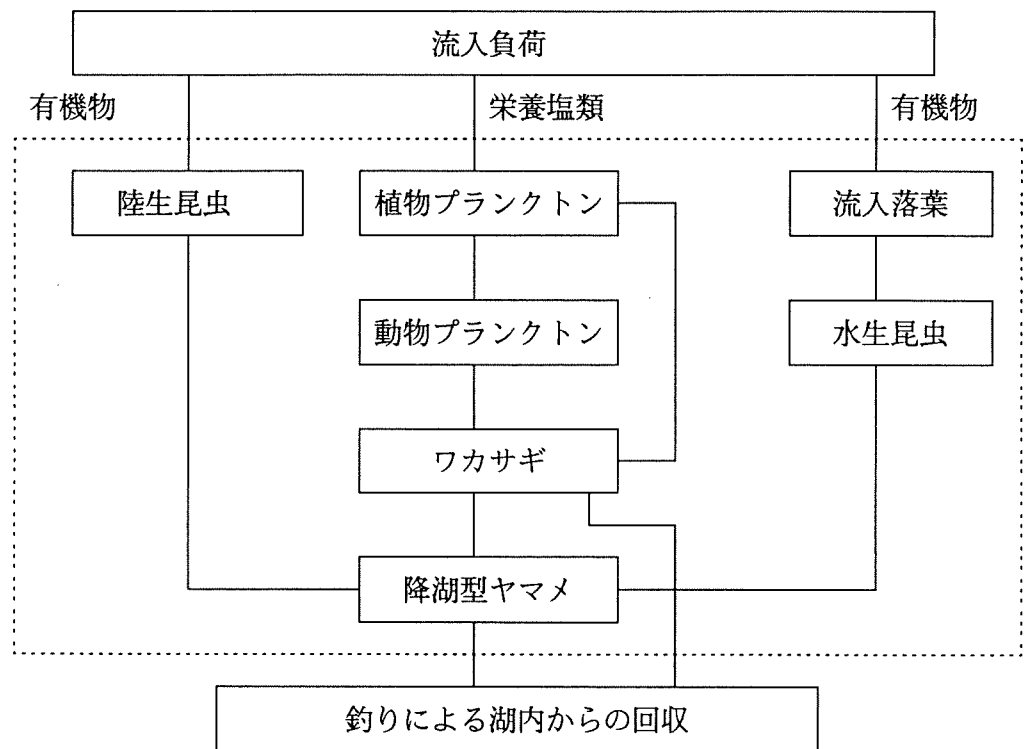 流入負荷
有機物
栄養塩類
有機物
陸生昆虫
植物プランクトン
流入落葉
動物プランクトン
水生昆虫
ワカサギ
降湖型ヤマメ
釣りによる湖内からの回収